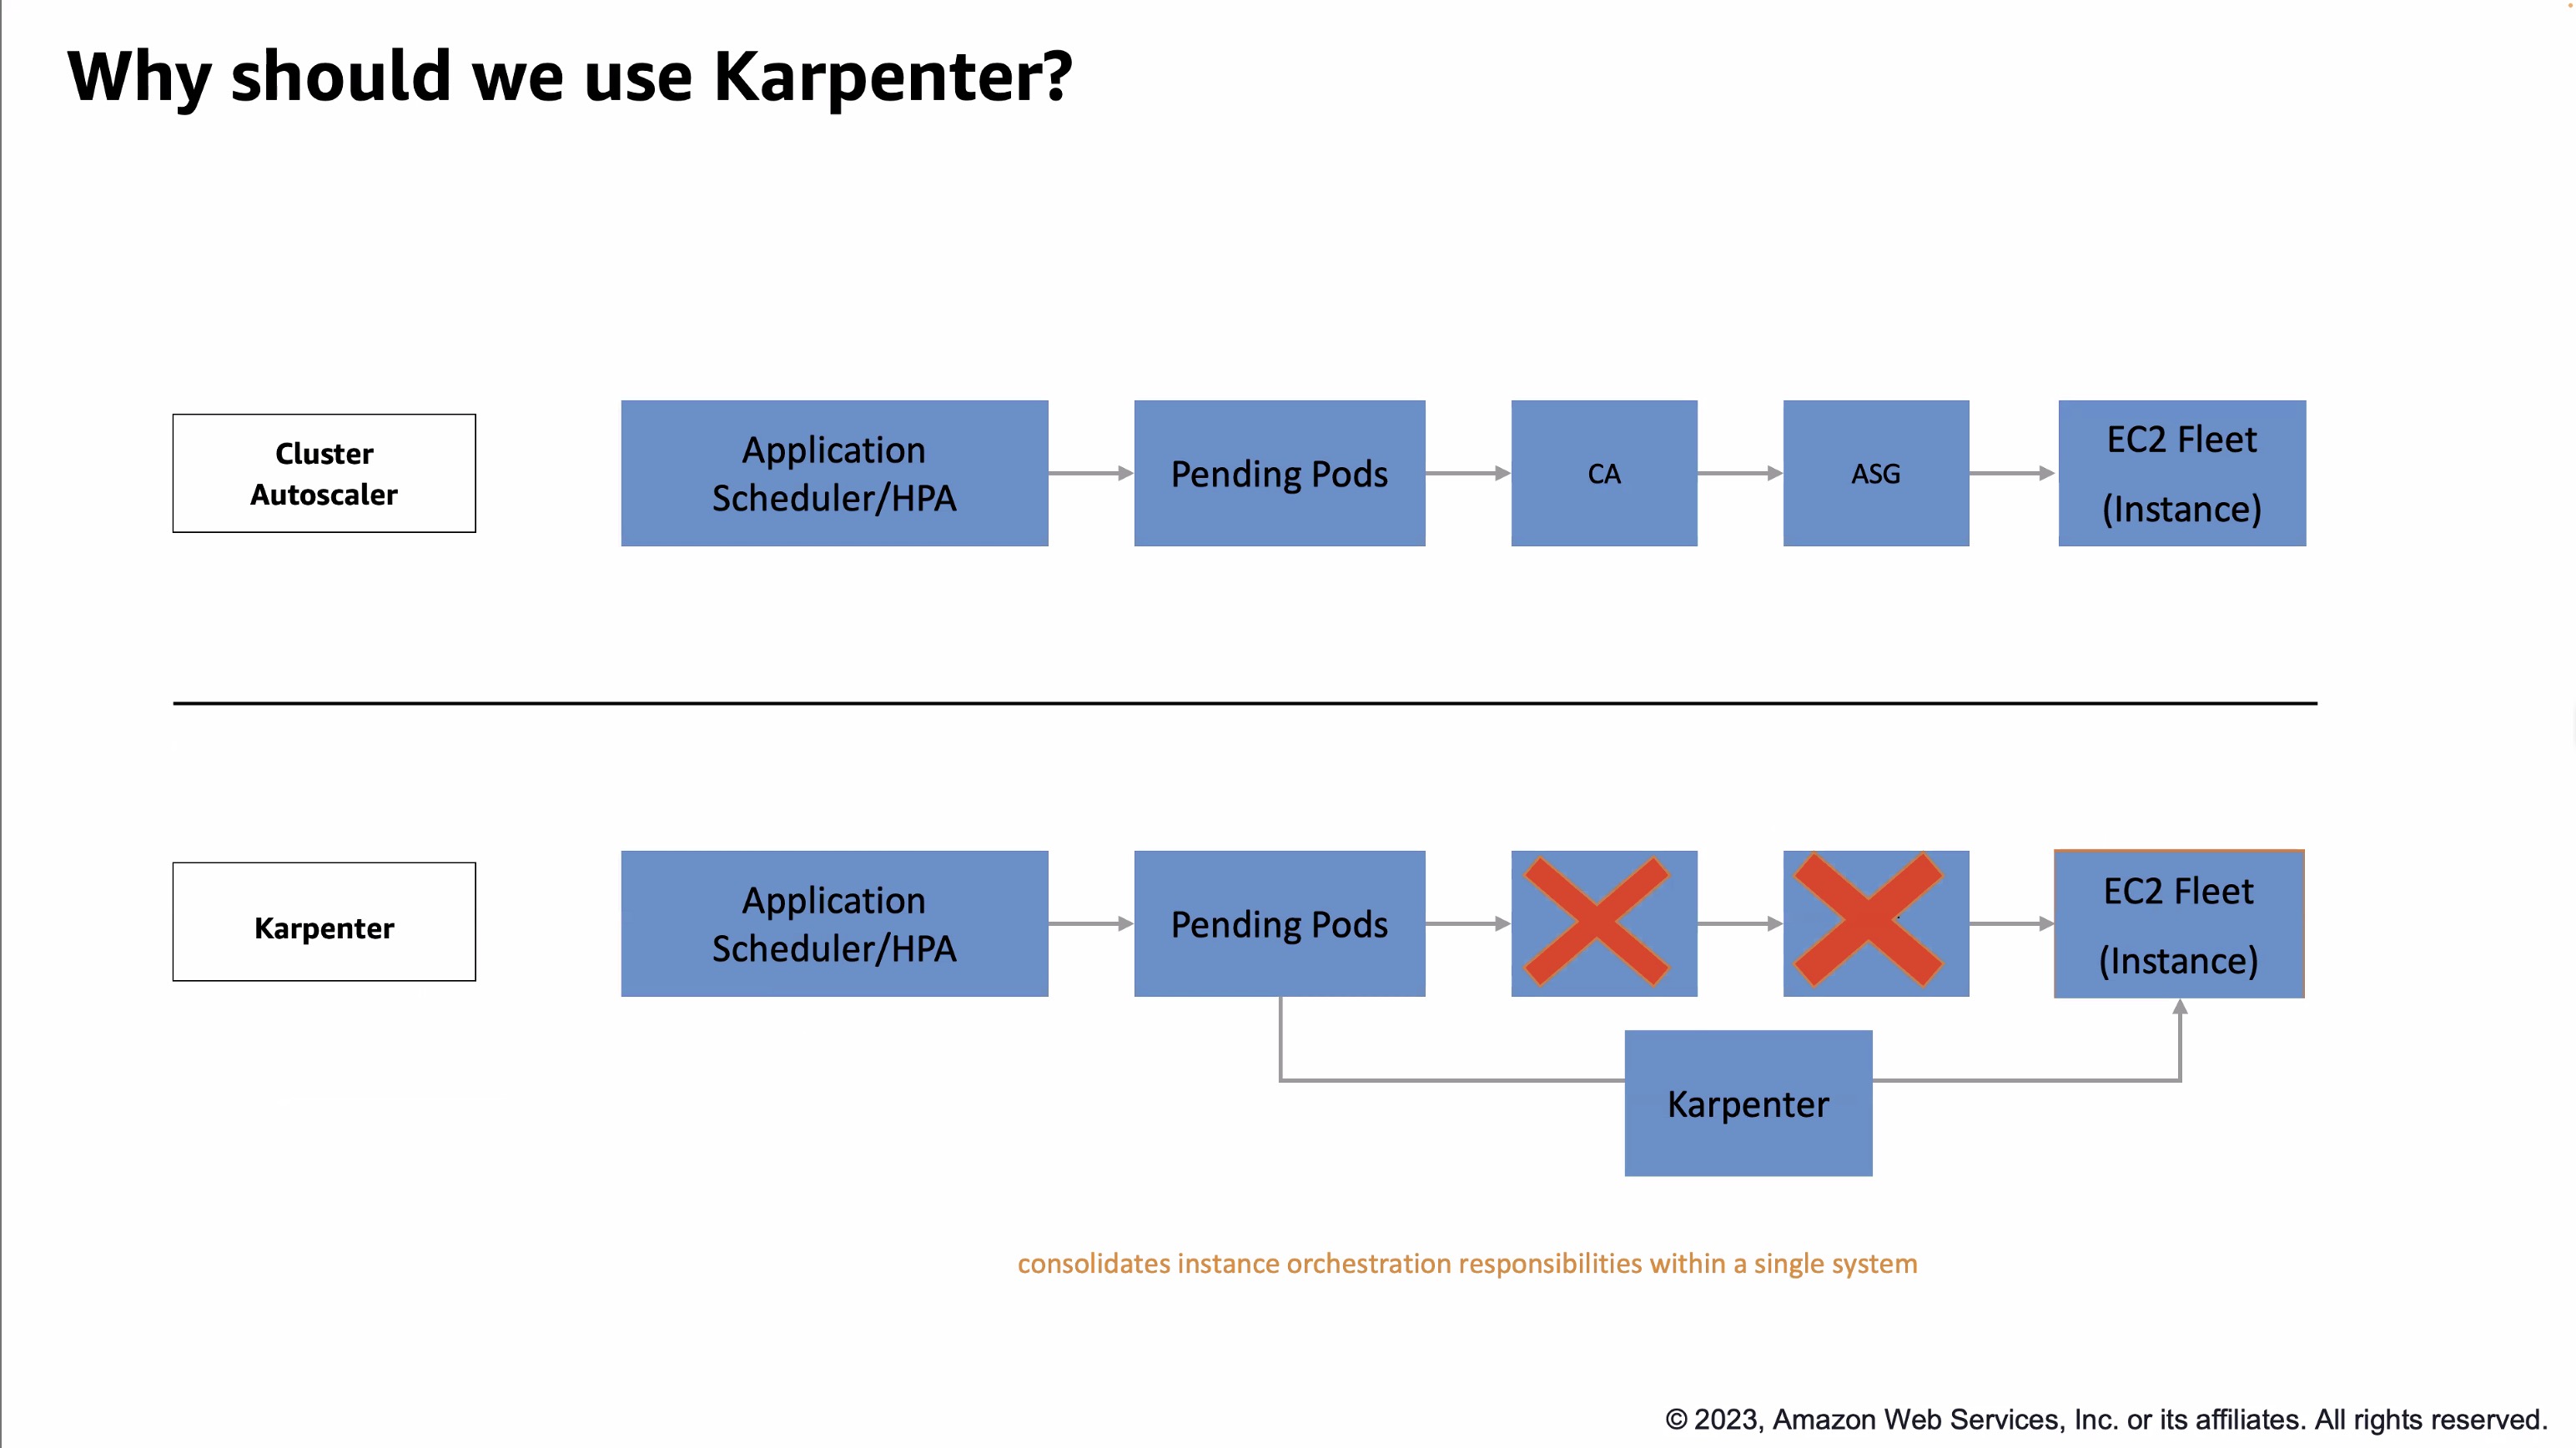 Why should we use Karpenter?
Cluster
Autoscaler
Application
Scheduler/HPA
Pending Pods
CA
ASG
EC2 Fleet
(Instance)
Karpenter
Application
Scheduler/HPA
Pending Pods
EC2 Fleet
(Instance)
Karpenter
consolidates instance orchestration responsibilities within a single system
© 2023, Amazon Web Services, Inc. or its affiliates. All rights reserved.